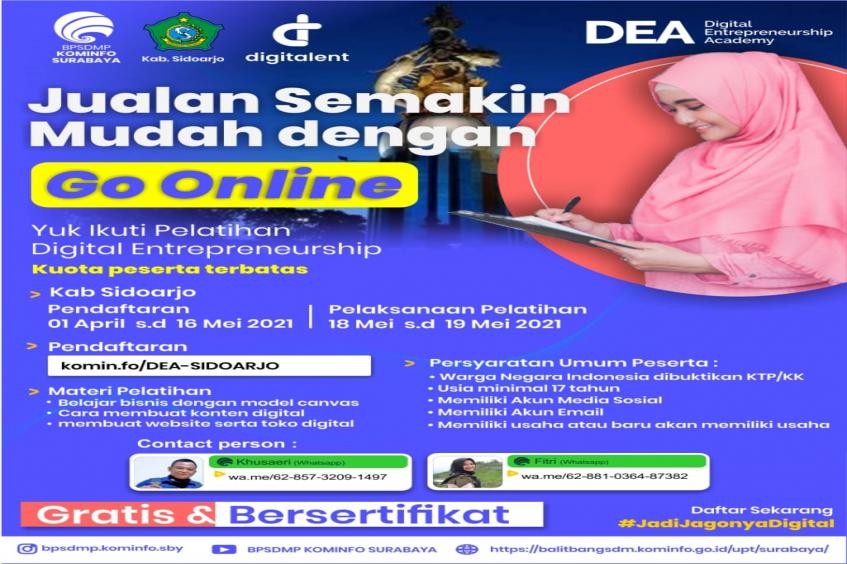 BPSDMP
KOMINFO
SURABAYA
Kab. Sidoarjo
digitalent
DEA Digital
Entrepreneurship
Academy
Jualan Semakin
Mudah dengan
Go Online
Yuk Ikuti Pelatihan
Digital Entrepreneurship
Kuota peserta terbatas
> Kab Sidoarjo
Pendaftaran
01 April s.d 16 Mei 2021
Pelaksanaan Pelatihan
18 Mei s.d 19 Mei 2021
> Pendaftaran
komin.fo/DEA-SIDOARJO
> Materi Pelatihan
• Belajar bisnis dengan model canvas
• Cara membuat konten digital
• membuat website serta toko digital
> Persyaratan Umum Peserta :
• Warga Negara Indonesia dibuktikan KTP/KK
• Usia minimal 17 tahun
• Memiliki Akun Media Sosial
• Memiliki Akun Email
• Memiliki usaha atau baru akan memiliki usaha
Contact person :
Khusaeri (Whatsapp)
wa.me/62-857-3209-1497
Fitri (Whatsapp)
wa.me/62-881-0364-87382
Gratis & Bersertifikat
Daftar Sekarang
#JadiJagonyaDigital
bpsdmp.kominfo.sby
BPSDMP KOMINFO SURABAYA
https://balitbangsdm.kominfo.go.id/upt/surabaya/